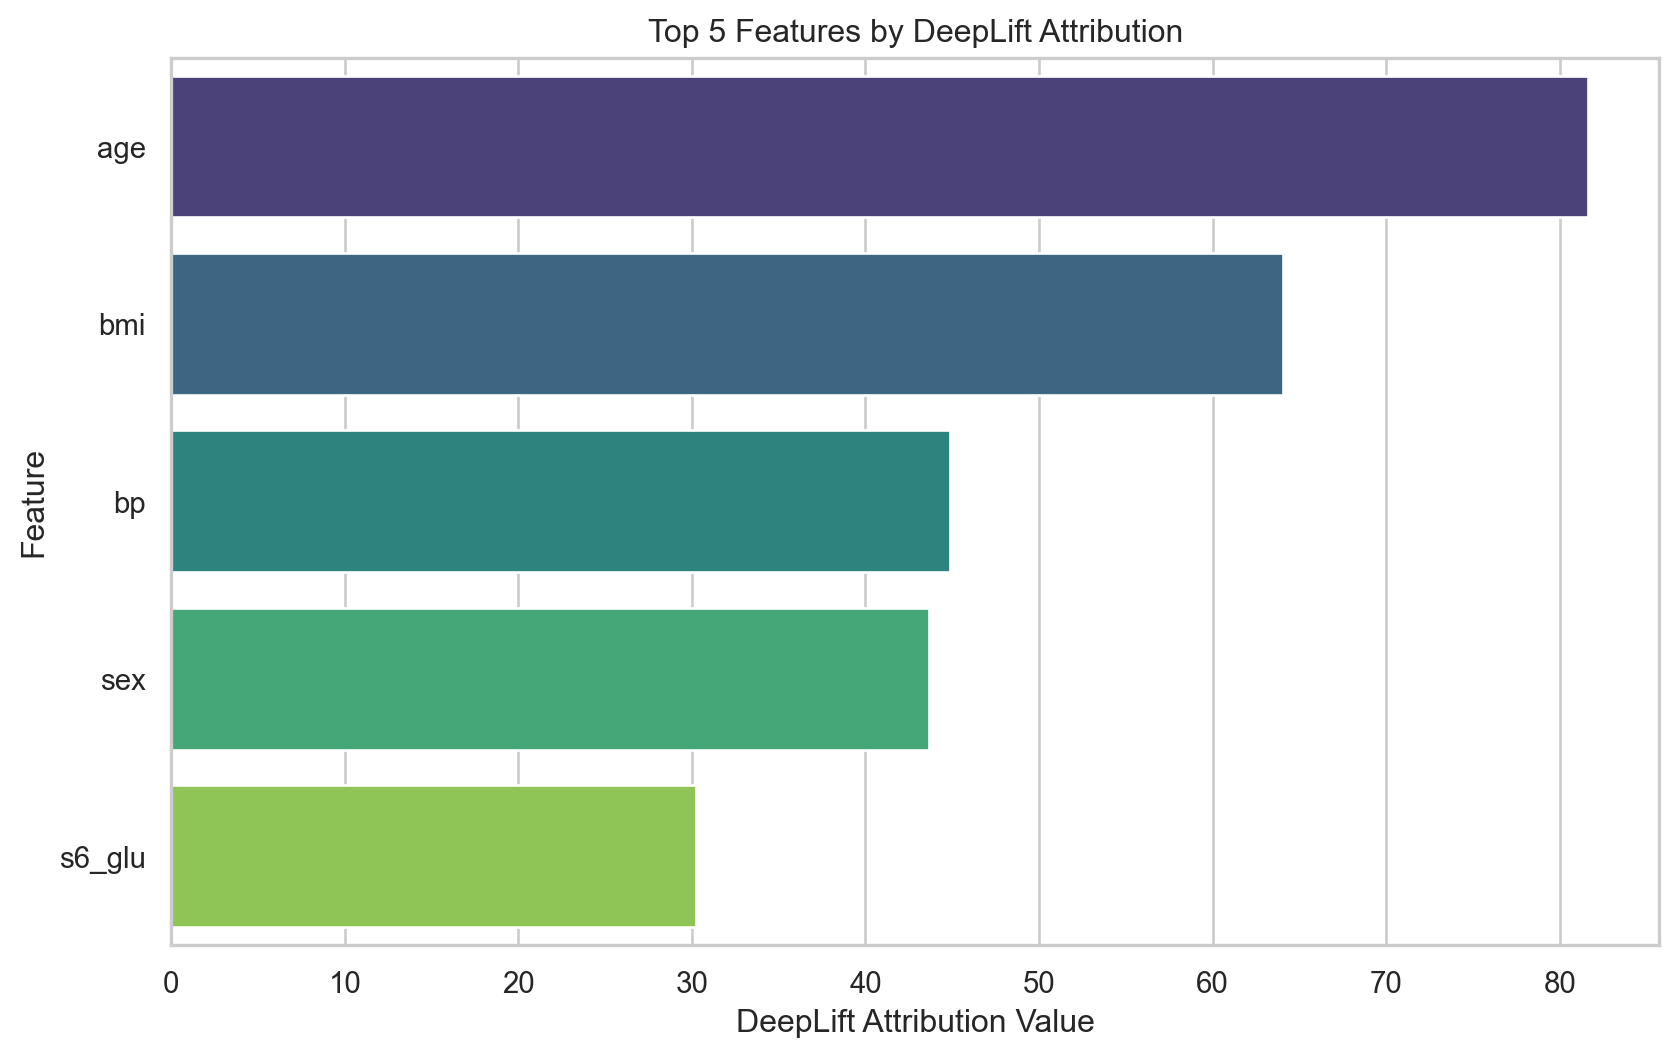 Top 5 Features by DeepLift Attribution
Feature
age
bmi
bp
sex
s6_glu
0 10 20 30 40 50 60 70 80
DeepLift Attribution Value